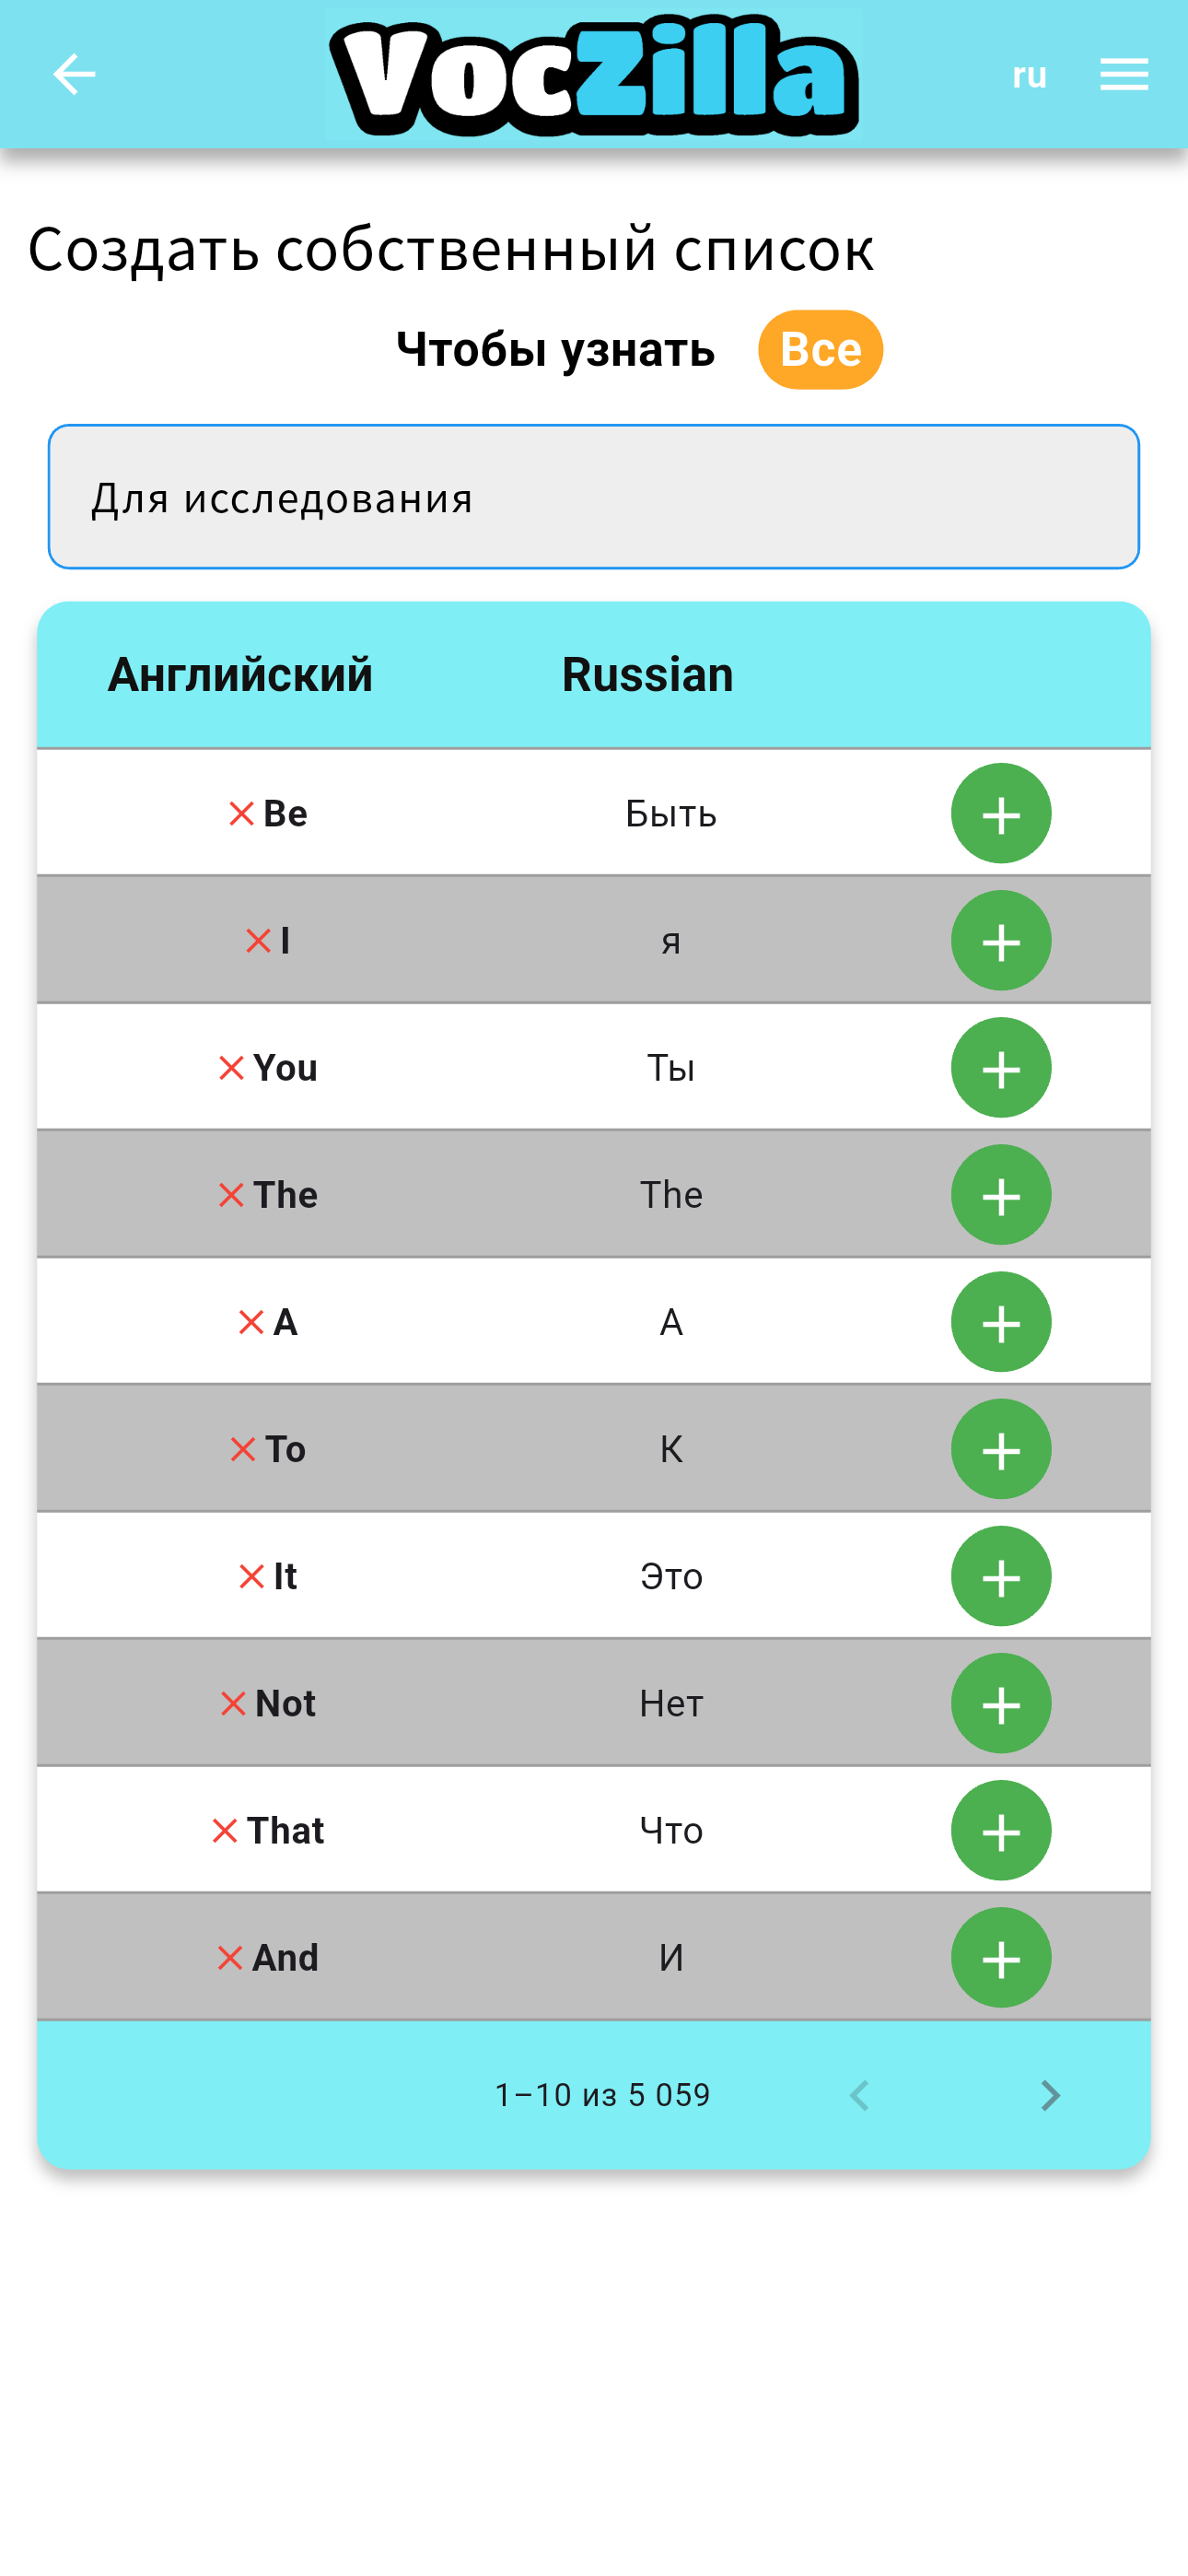 VocZilla
ru
Создать собственный список
Чтобы узнать Все
Для исследования
Английский Russian
Be Быть
I я
You Ты
The The
A А
To К
It Это
Not Нет
That Что
And И
1–10 из 5 059